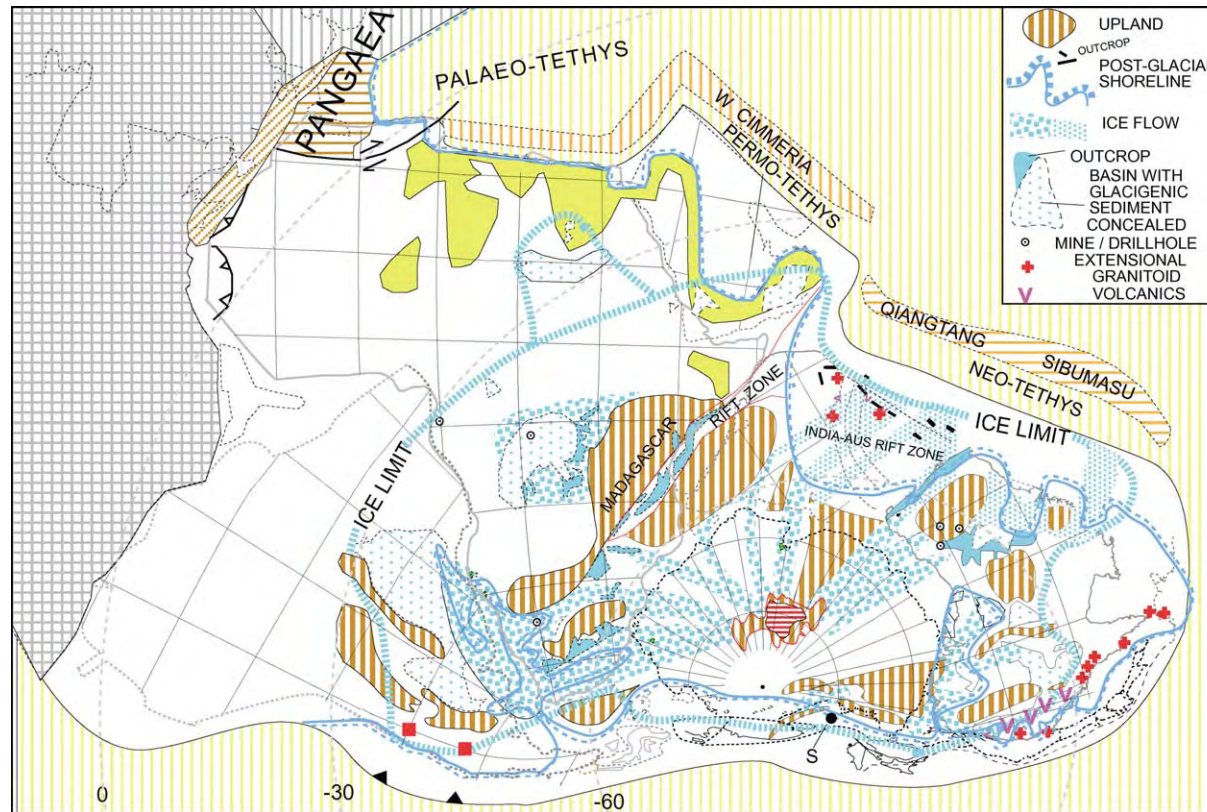 PANGAEA
PALAEO-TETHYS
W. CIMMERIA
PERMO-TETHYS
QIANGTANG
SIBUMASU
NEO-TETHYS
ICE LIMIT
ICE LIMIT
MADAGASCAR
RIFT ZONE
INDIA-AUS RIFT ZONE
S
0
-30
-60
UPLAND
OUTCROP
POST-GLACIAL
SHORELINE
ICE FLOW
OUTCROP
BASIN WITH
GLACIGENIC
SEDIMENT
CONCEALED
MINE / DRILLHOLE
EXTENSIONAL
GRANITOID
VOLCANICS